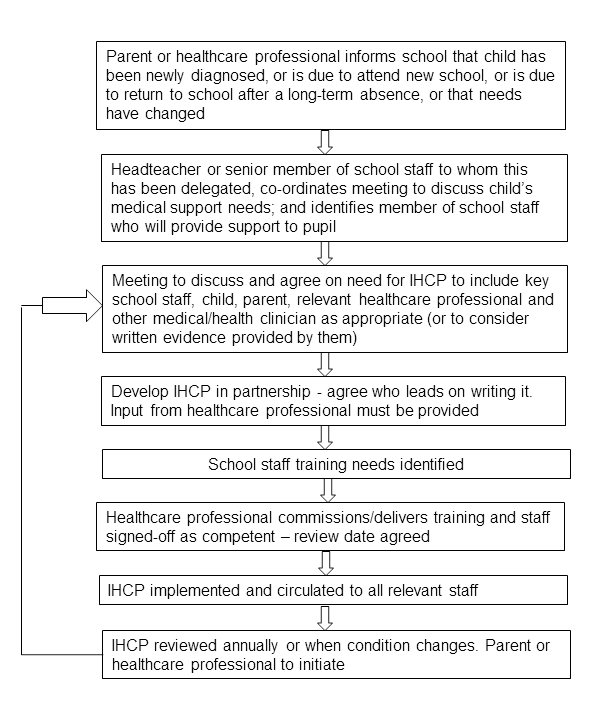 Parent or healthcare professional informs school that child has
been newly diagnosed, or is due to attend new school, or is due
to return to school after a long-term absence, or that needs
have changed
Headteacher or senior member of school staff to whom this
has been delegated, co-ordinates meeting to discuss child's
medical support needs; and identifies member of school staff
who will provide support to pupil
Meeting to discuss and agree on need for IHCP to include key
school staff, child, parent, relevant healthcare professional and
other medical/health clinician as appropriate (or to consider
written evidence provided by them)
Develop IHCP in partnership - agree who leads on writing it.
Input from healthcare professional must be provided
School staff training needs identified
Healthcare professional commissions/delivers training and staff
signed-off as competent – review date agreed
IHCP implemented and circulated to all relevant staff
IHCP reviewed annually or when condition changes. Parent or
healthcare professional to initiate